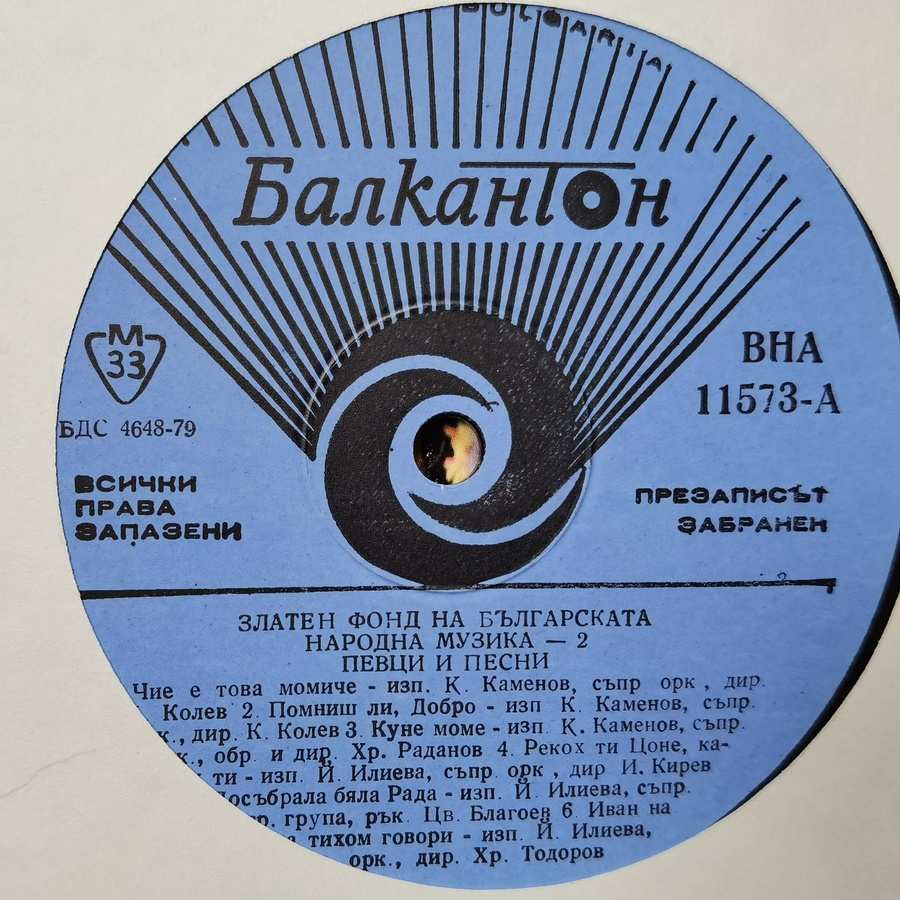 BULGARIA
Балкантон
М
33
ВНА
11573-А
БДС 4648-79
ВСИЧКИ
ПРАВА
ЗАПАЗЕНИ
ПРЕЗАПИСЪТ
ЗАБРАНЕН
ЗЛАТЕН ФОНД НА БЪЛГАРСКАТА
НАРОДНА МУЗИКА — 2
ПЕВЦИ И ПЕСНИ
Чие е това момиче - изп. К. Каменов, съпр орк , дир.
Колев 2. Помниш ли, Добро - изп К. Каменов, съпр.
к., дир. К. Колев 3. Куне моме - изп. К. Каменов, съпр.
к., обр. и дир. Хр. Раданов 4. Рекох ти Цоне, ка-
ти - изп. Й. Илиева, съпр. орк , дир И. Кирев
бяла Рада - изп. Й. Илиева, съпр.
група, рък. Цв. Благоев 6. Иван на
тихом говори - изп. Й. Илиева,
орк., дир. Хр. Тодоров